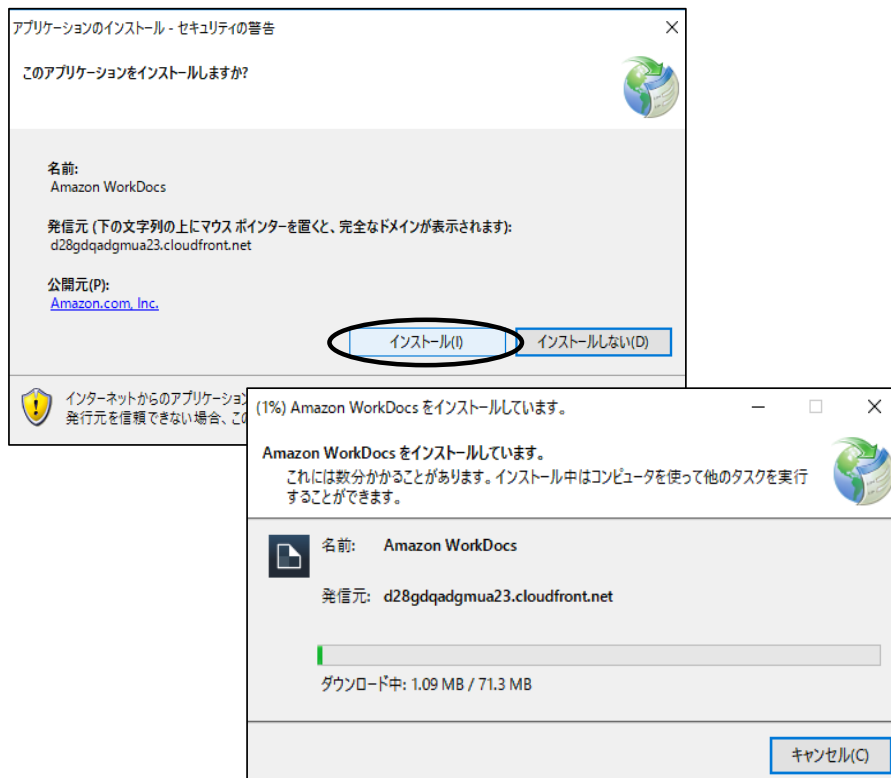 アプリケーションのインストール - セキュリティの警告
このアプリケーションをインストールしますか?
名前:
Amazon WorkDocs
発信元 (下の文字列の上にマウス ポインターを置くと、完全なドメインが表示されます):
d28gdqadgmua23.cloudfront.net
公開元(P):
Amazon.com, Inc.
インストール(I)
インストールしない(D)
インターネットからのアプリケーション
発行元を信頼できない場合、この
(1%) Amazon WorkDocs をインストールしています。
Amazon WorkDocs をインストールしています。
これには数分かかることがあります。インストール中はコンピュータを使って他のタスクを実行
することができます。
名前: Amazon WorkDocs
発信元: d28gdqadgmua23.cloudfront.net
ダウンロード中: 1.09 MB / 71.3 MB
キャンセル(C)